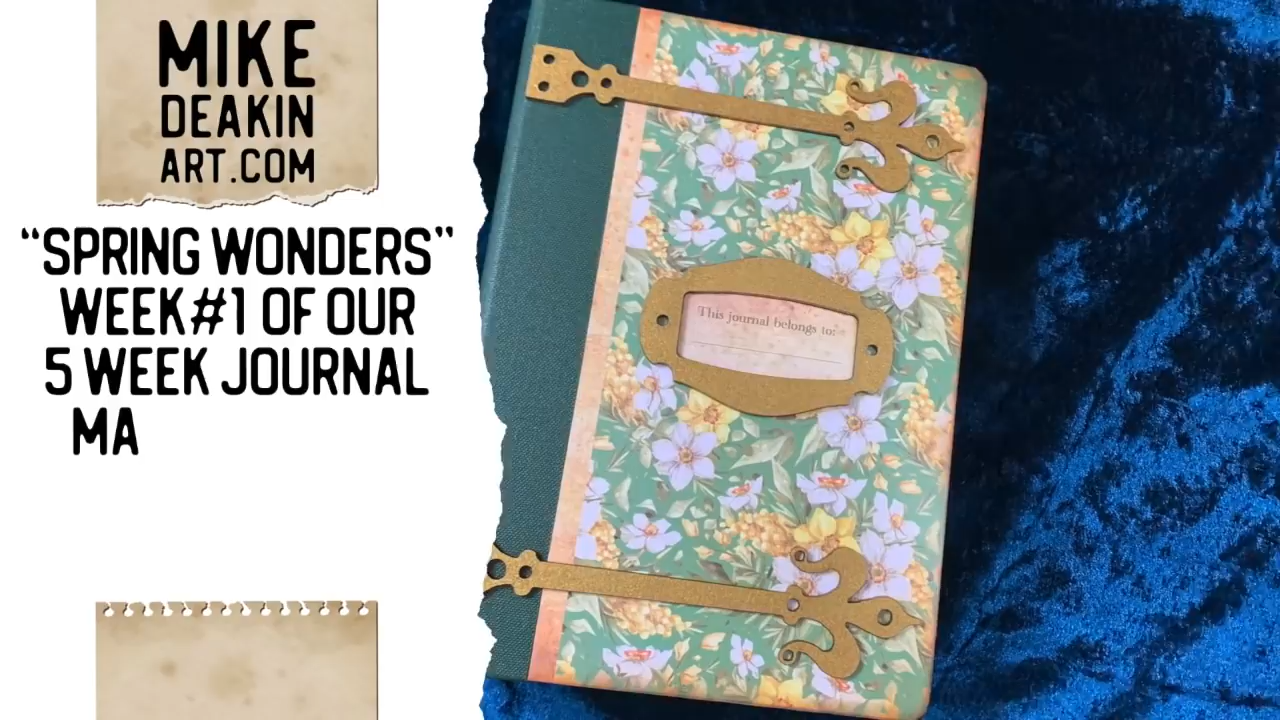 MIKE
DEAKIN
ART.COM
“SPRING WONDERS”
WEEK#1 OF OUR
5 WEEK JOURNAL
MA
This journal belongs to: